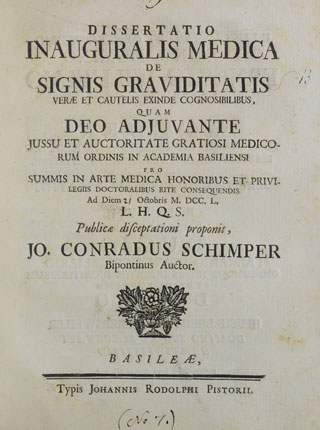 DISSERTATIO
INAUGURALIS MEDICA
DE
SIGNIS GRAVIDITATIS
VERÆ ET CAUTELIS EXINDE COGNOSIBILIBUS,
QUAM
DEO ADJUVANTE
JUSSU ET AUCTORITATE GRATIOSI MEDICO-
RUM ORDINIS IN ACADEMIA BASILIENSI
PRO
SUMMIS IN ARTE MEDICA HONORIBUS ET PRIVI-
LEGIIS DOCTORALIBUS RITE CONSEQUENDIS
Ad Diem Octobris M. DCC. L,
L. H. Q. S.
Publicæ disceptationi proponit,
JO. CONRADUS SCHIMPER
Bipontinus Auctor.
BASILEÆ,
Typis JOHANNIS RODOLPHI PISTORII.
(No 7.)